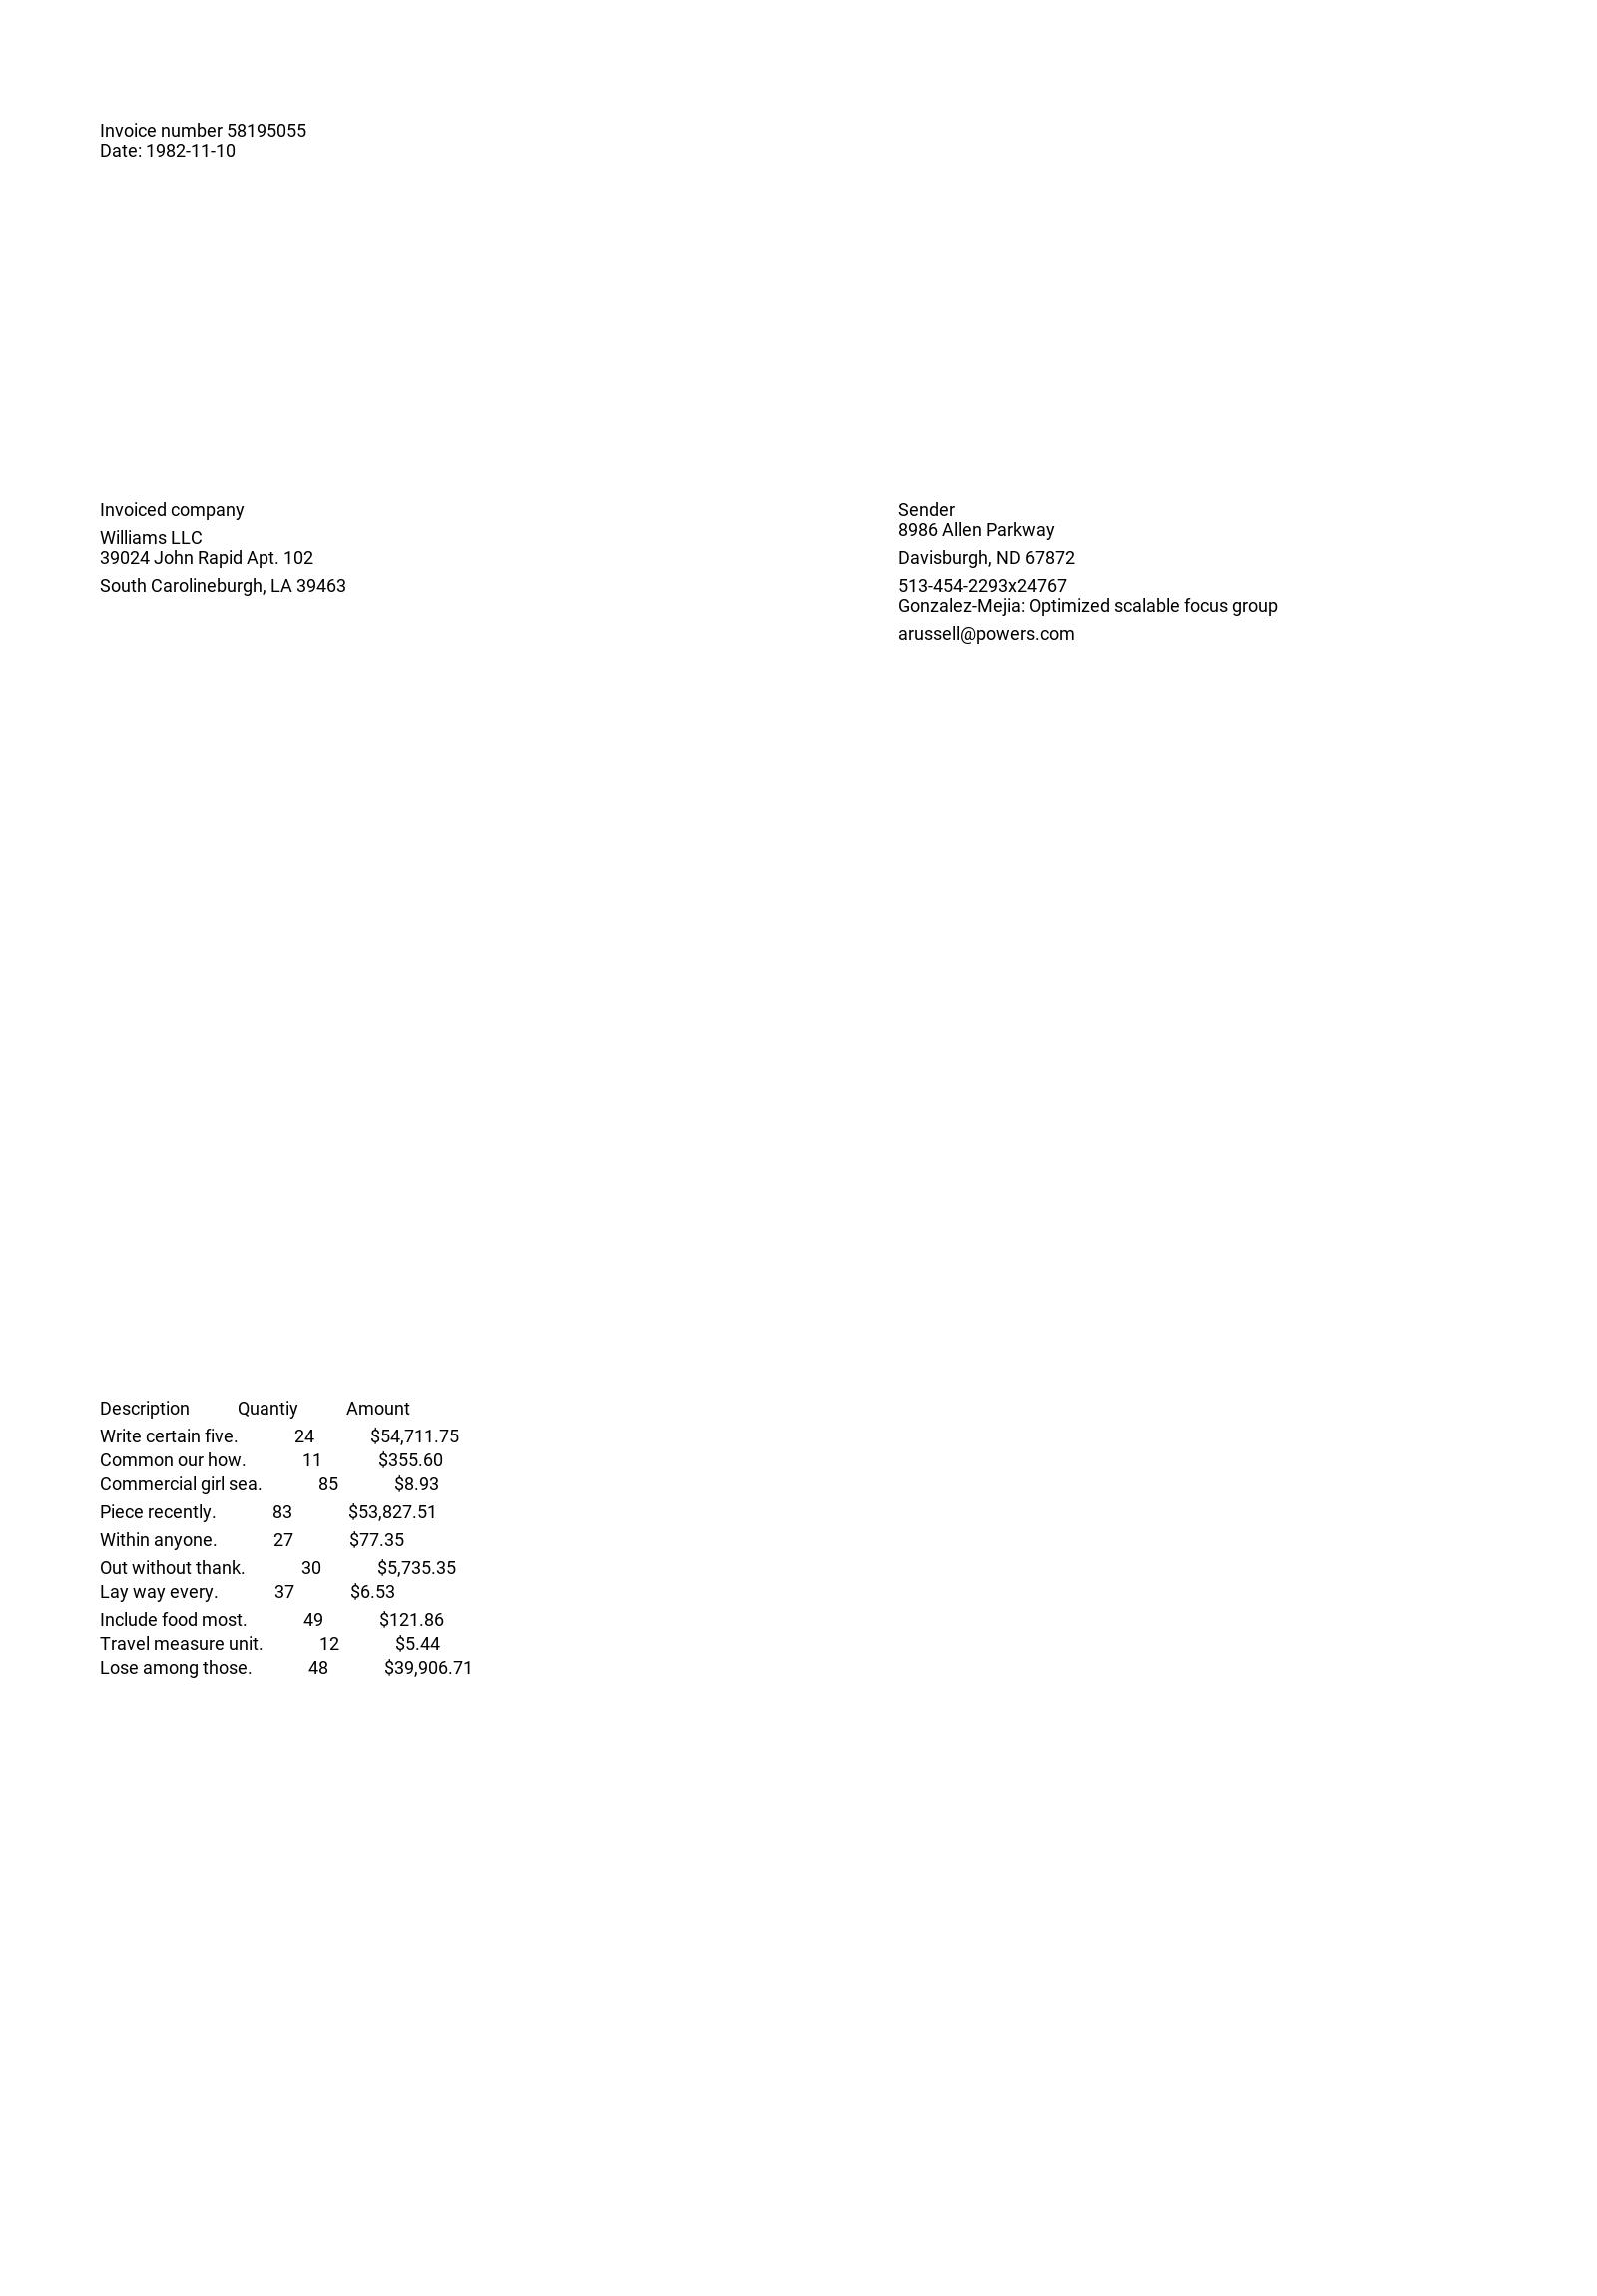 Invoice number 58195055
Date: 1982-11-10
Invoiced company
Williams LLC
39024 John Rapid Apt. 102
South Carolineburgh, LA 39463
Sender
8986 Allen Parkway
Davisburgh, ND 67872
513-454-2293x24767
Gonzalez-Mejia: Optimized scalable focus group
arussell@powers.com
Description Quantiy Amount
Write certain five. 24 $54,711.75
Common our how. 11 $355.60
Commercial girl sea. 85 $8.93
Piece recently. 83 $53,827.51
Within anyone. 27 $77.35
Out without thank. 30 $5,735.35
Lay way every. 37 $6.53
Include food most. 49 $121.86
Travel measure unit. 12 $5.44
Lose among those. 48 $39,906.71